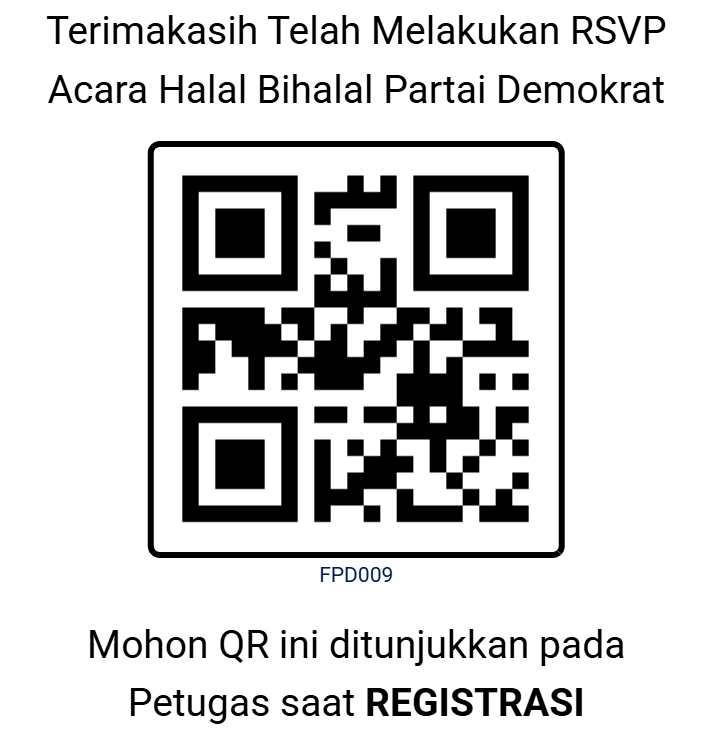 Terimakasih Telah Melakukan RSVP
Acara Halal Bihalal Partai Demokrat
FPD009
Mohon QR ini ditunjukkan pada
Petugas saat REGISTRASI